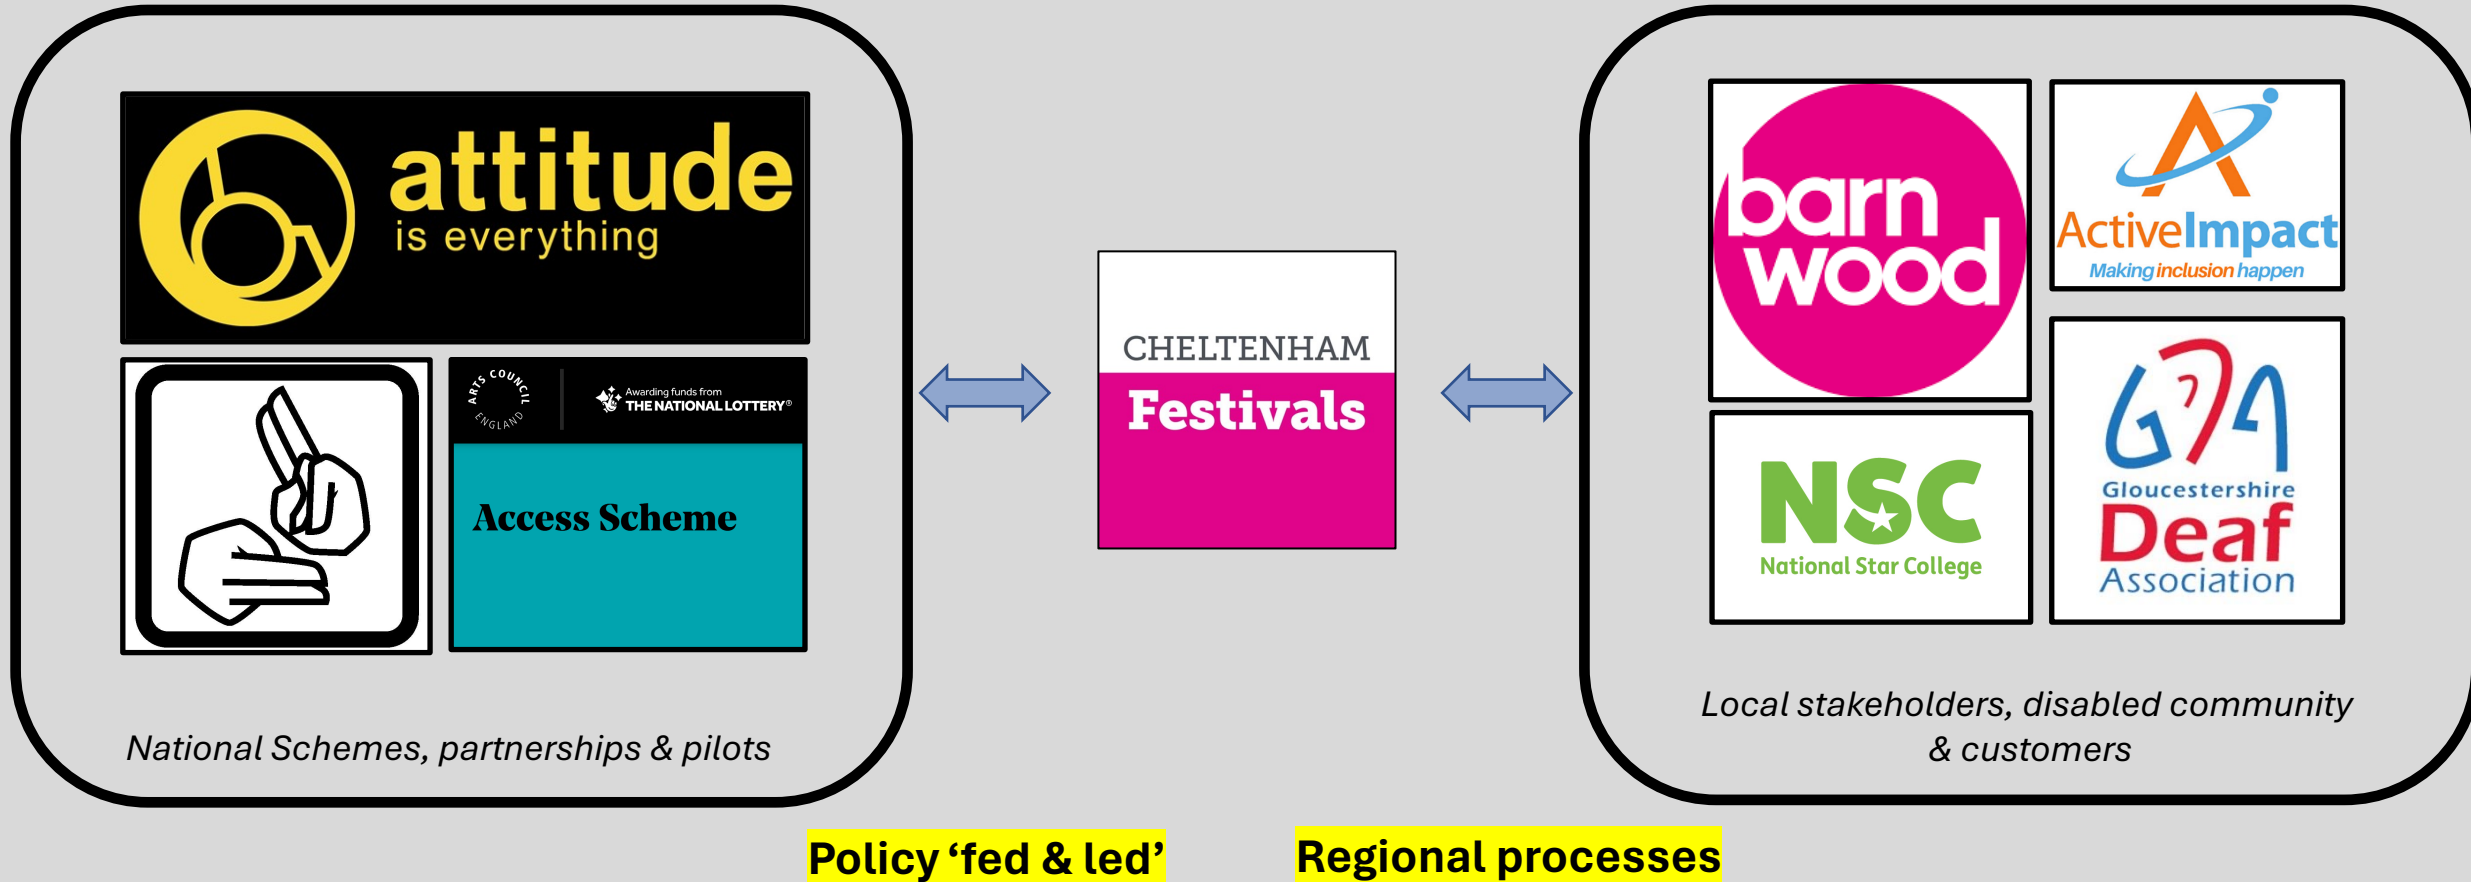 attitude
is everything
ARTS COUNCIL
ENGLAND
Awarding funds from
THE NATIONAL LOTTERY®
Access Scheme
National Schemes, partnerships & pilots
CHELTENHAM
Festivals
barn
wood
ActiveImpact
Making inclusion happen
NSC
National Star College
GDA
Gloucestershire
Deaf
Association
Local stakeholders, disabled community
& customers
Policy ‘fed & led’
Regional processes